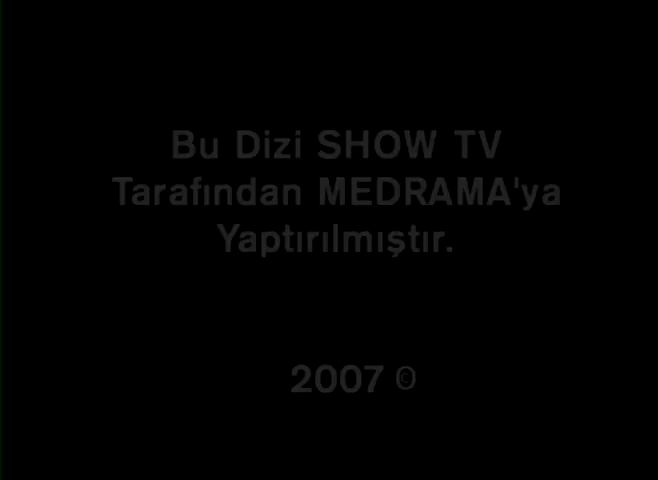 Bu Dizi SHOW TV
Tarafından MEDRAMA'ya
Yaptırılmıştır.
2007 ©